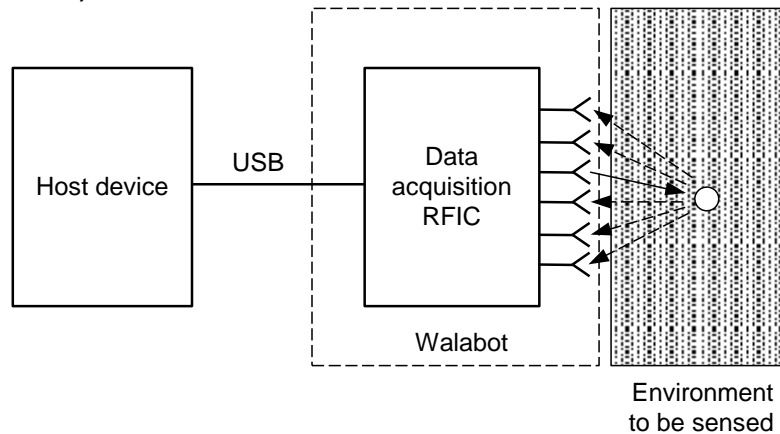 Host device
USB
Data
acquisition
RFIC
Walabot
Environment
to be sensed